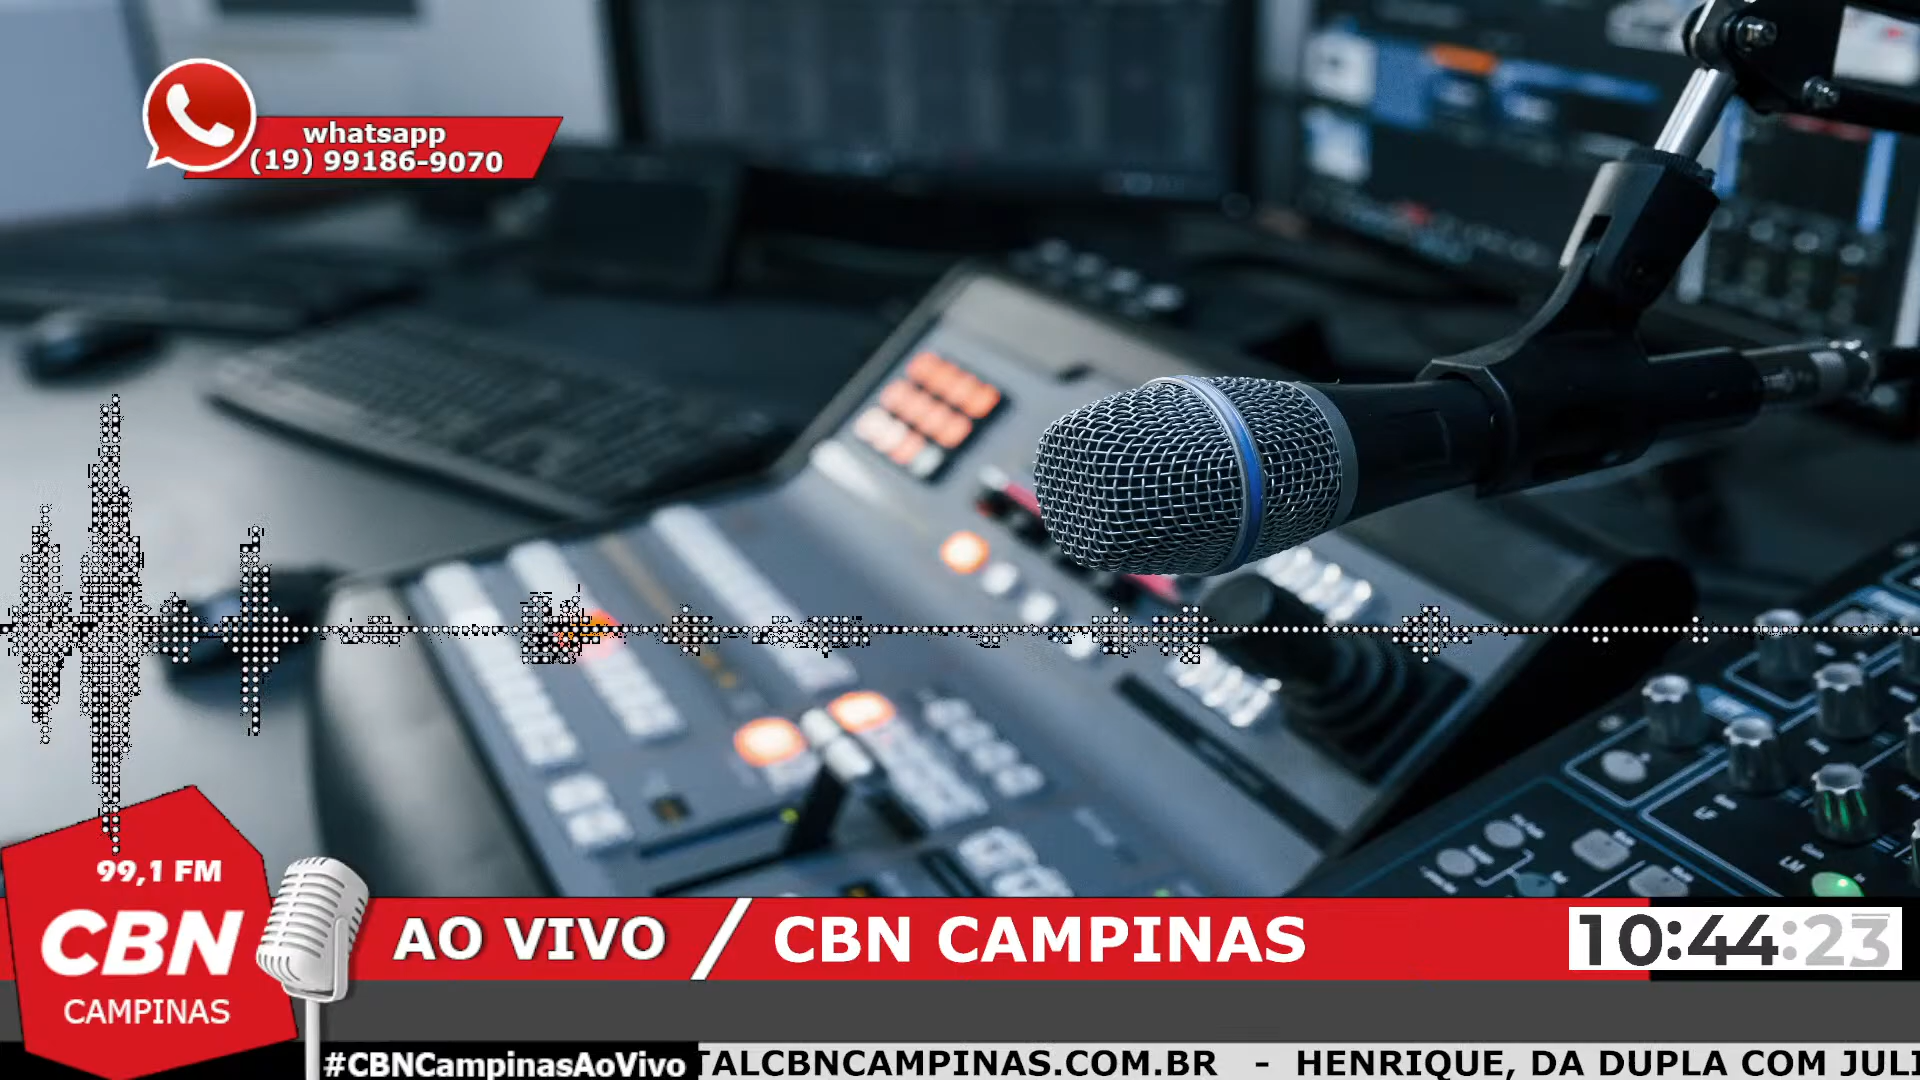 whatsapp
(19) 99186-9070
99,1 FM
CBN
CAMPINAS
AO VIVO / CBN CAMPINAS
10:44:23
#CBNCampinasAoVivo
TALCBNCAMPINAS.COM.BR - HENRIQUE, DA DUPLA COM JULI